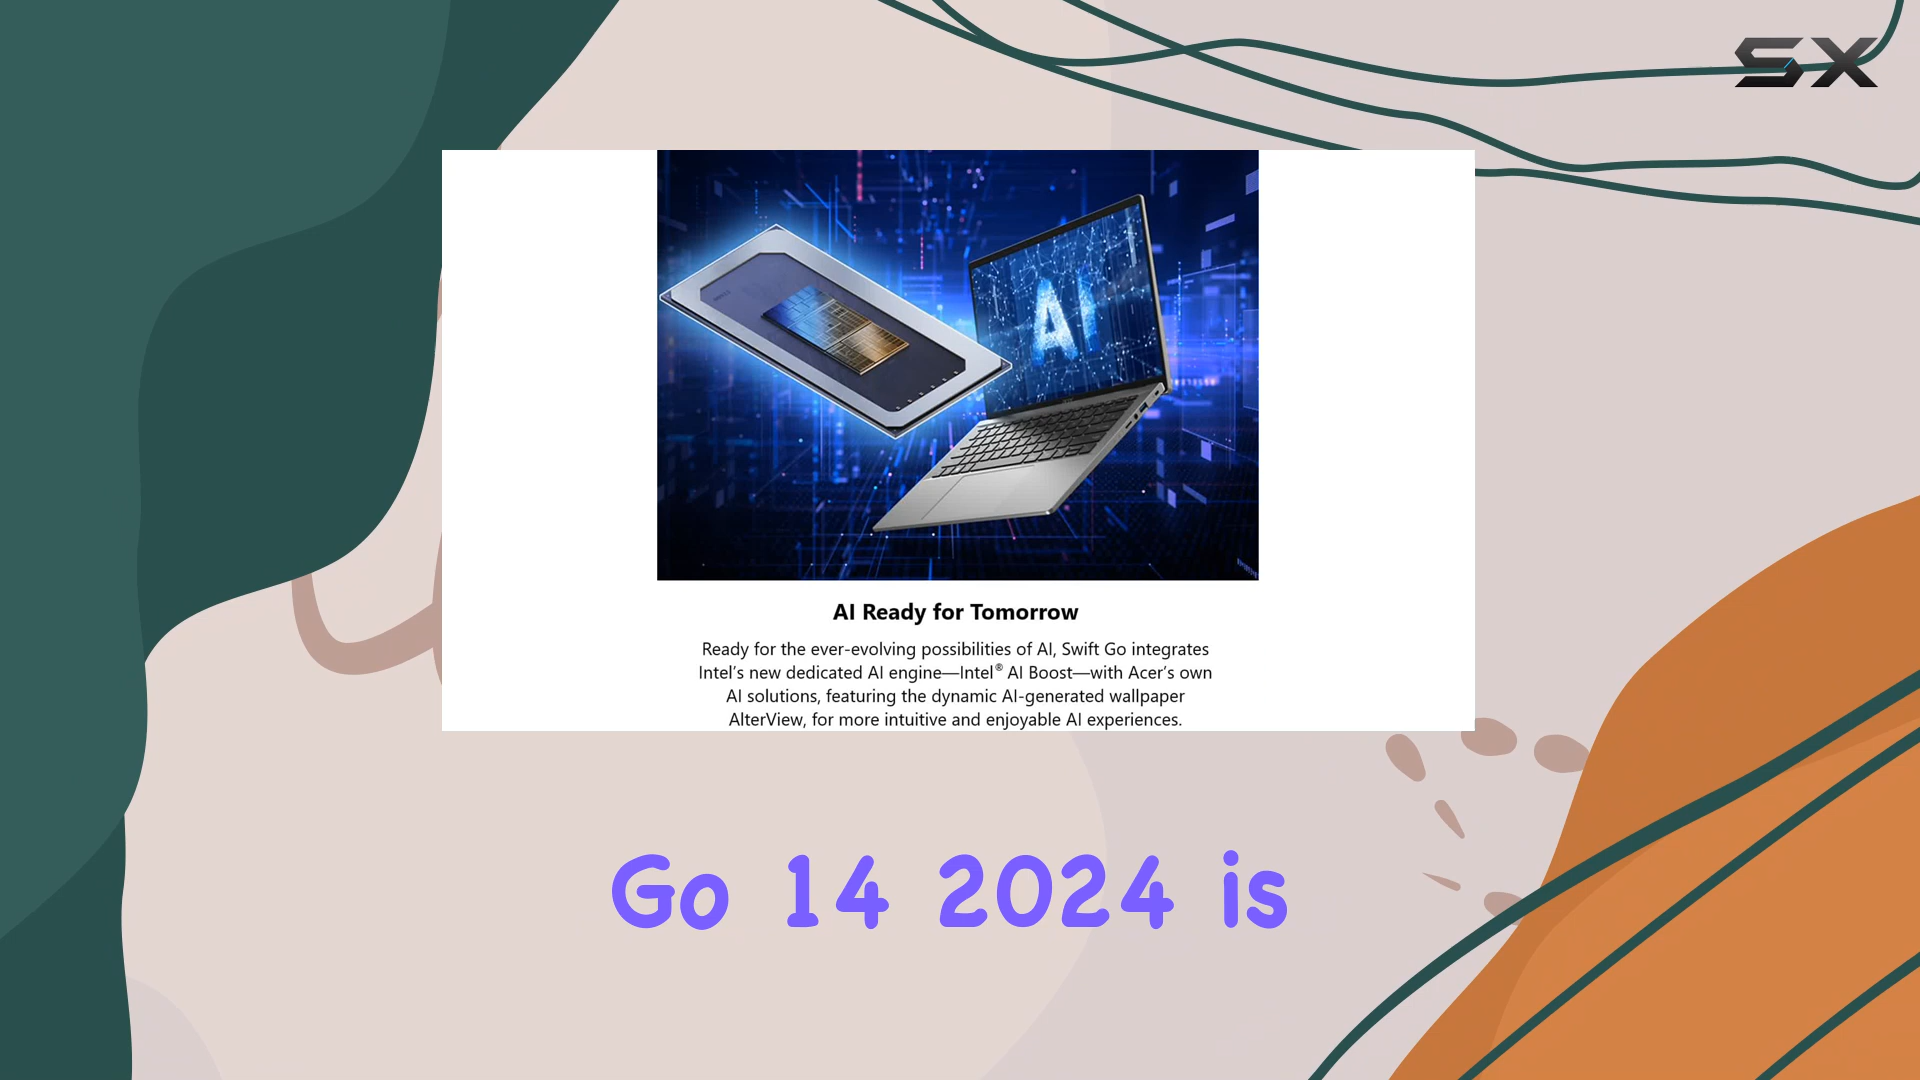 SX
AI
AI Ready for Tomorrow
Ready for the ever-evolving possibilities of AI, Swift Go integrates
Intel’s new dedicated AI engine—Intel® AI Boost—with Acer’s own
AI solutions, featuring the dynamic AI-generated wallpaper
AlterView, for more intuitive and enjoyable AI experiences.
Go 14 2024 is